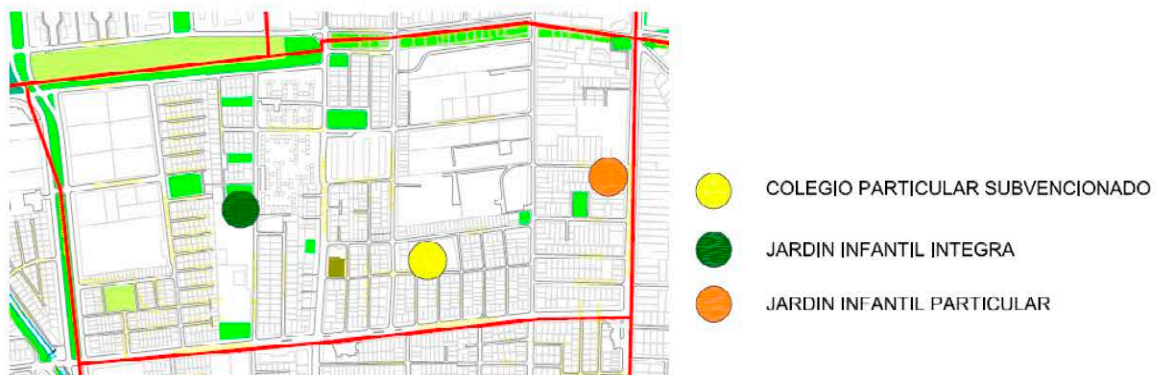 COLEGIO PARTICULAR SUBVENCIONADO
JARDIN INFANTIL INTEGRA
JARDIN INFANTIL PARTICULAR